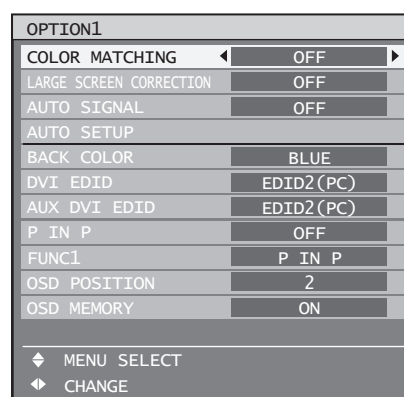 OPTION1
COLOR MATCHING OFF
LARGE SCREEN CORRECTION OFF
AUTO SIGNAL OFF
AUTO SETUP
BACK COLOR BLUE
DVI EDID EDID2(PC)
AUX DVI EDID EDID2(PC)
P IN P OFF
FUNC1 P IN P
OSD POSITION 2
OSD MEMORY ON
MENU SELECT
CHANGE